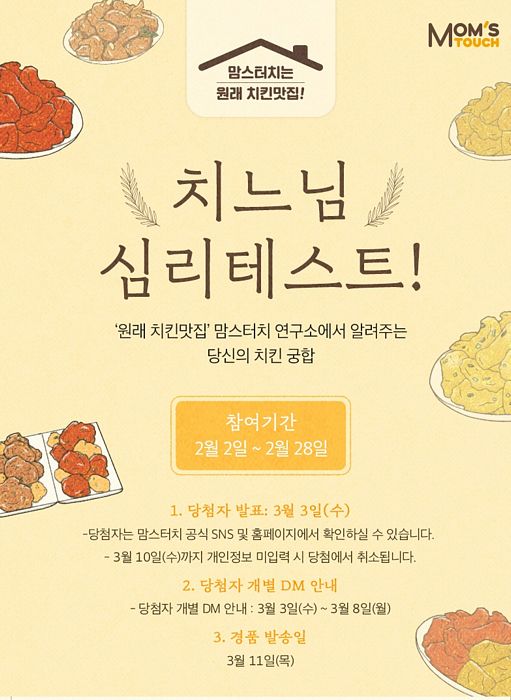 MOM'S
TOUCH
맘스터치는
원래 치킨맛집!
치느님
심리테스트!
'원래 치킨맛집' 맘스터치 연구소에서 알려주는
당신의 치킨 궁합
참여기간
2월 2일 ~ 2월 28일
1. 당첨자 발표: 3월 3일(수)
-당첨자는 맘스터치 공식 SNS 및 홈페이지에서 확인하실 수 있습니다.
- 3월 10일(수)까지 개인정보 미입력 시 당첨에서 취소됩니다.
2. 당첨자 개별 DM 안내
- 당첨자 개별 DM 안내 : 3월 3일(수) ~ 3월 8일(월)
3. 경품 발송일
3월 11일(목)